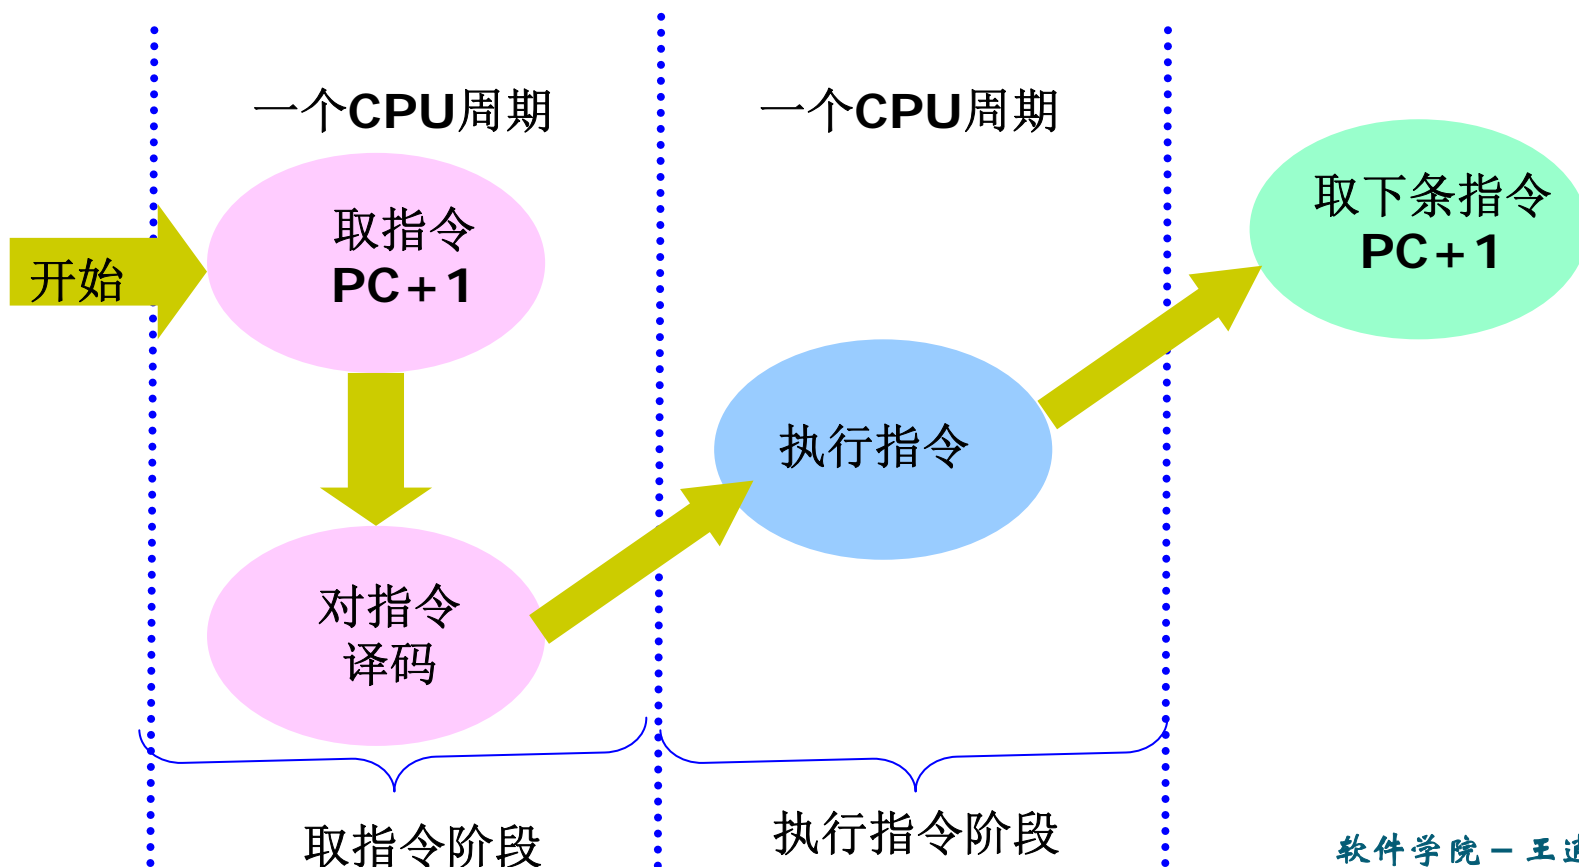 一个CPU周期
一个CPU周期
取指令
PC+1
取下条指令
PC+1
开始
执行指令
对指令
译码
取指令阶段
执行指令阶段
软件学院-王